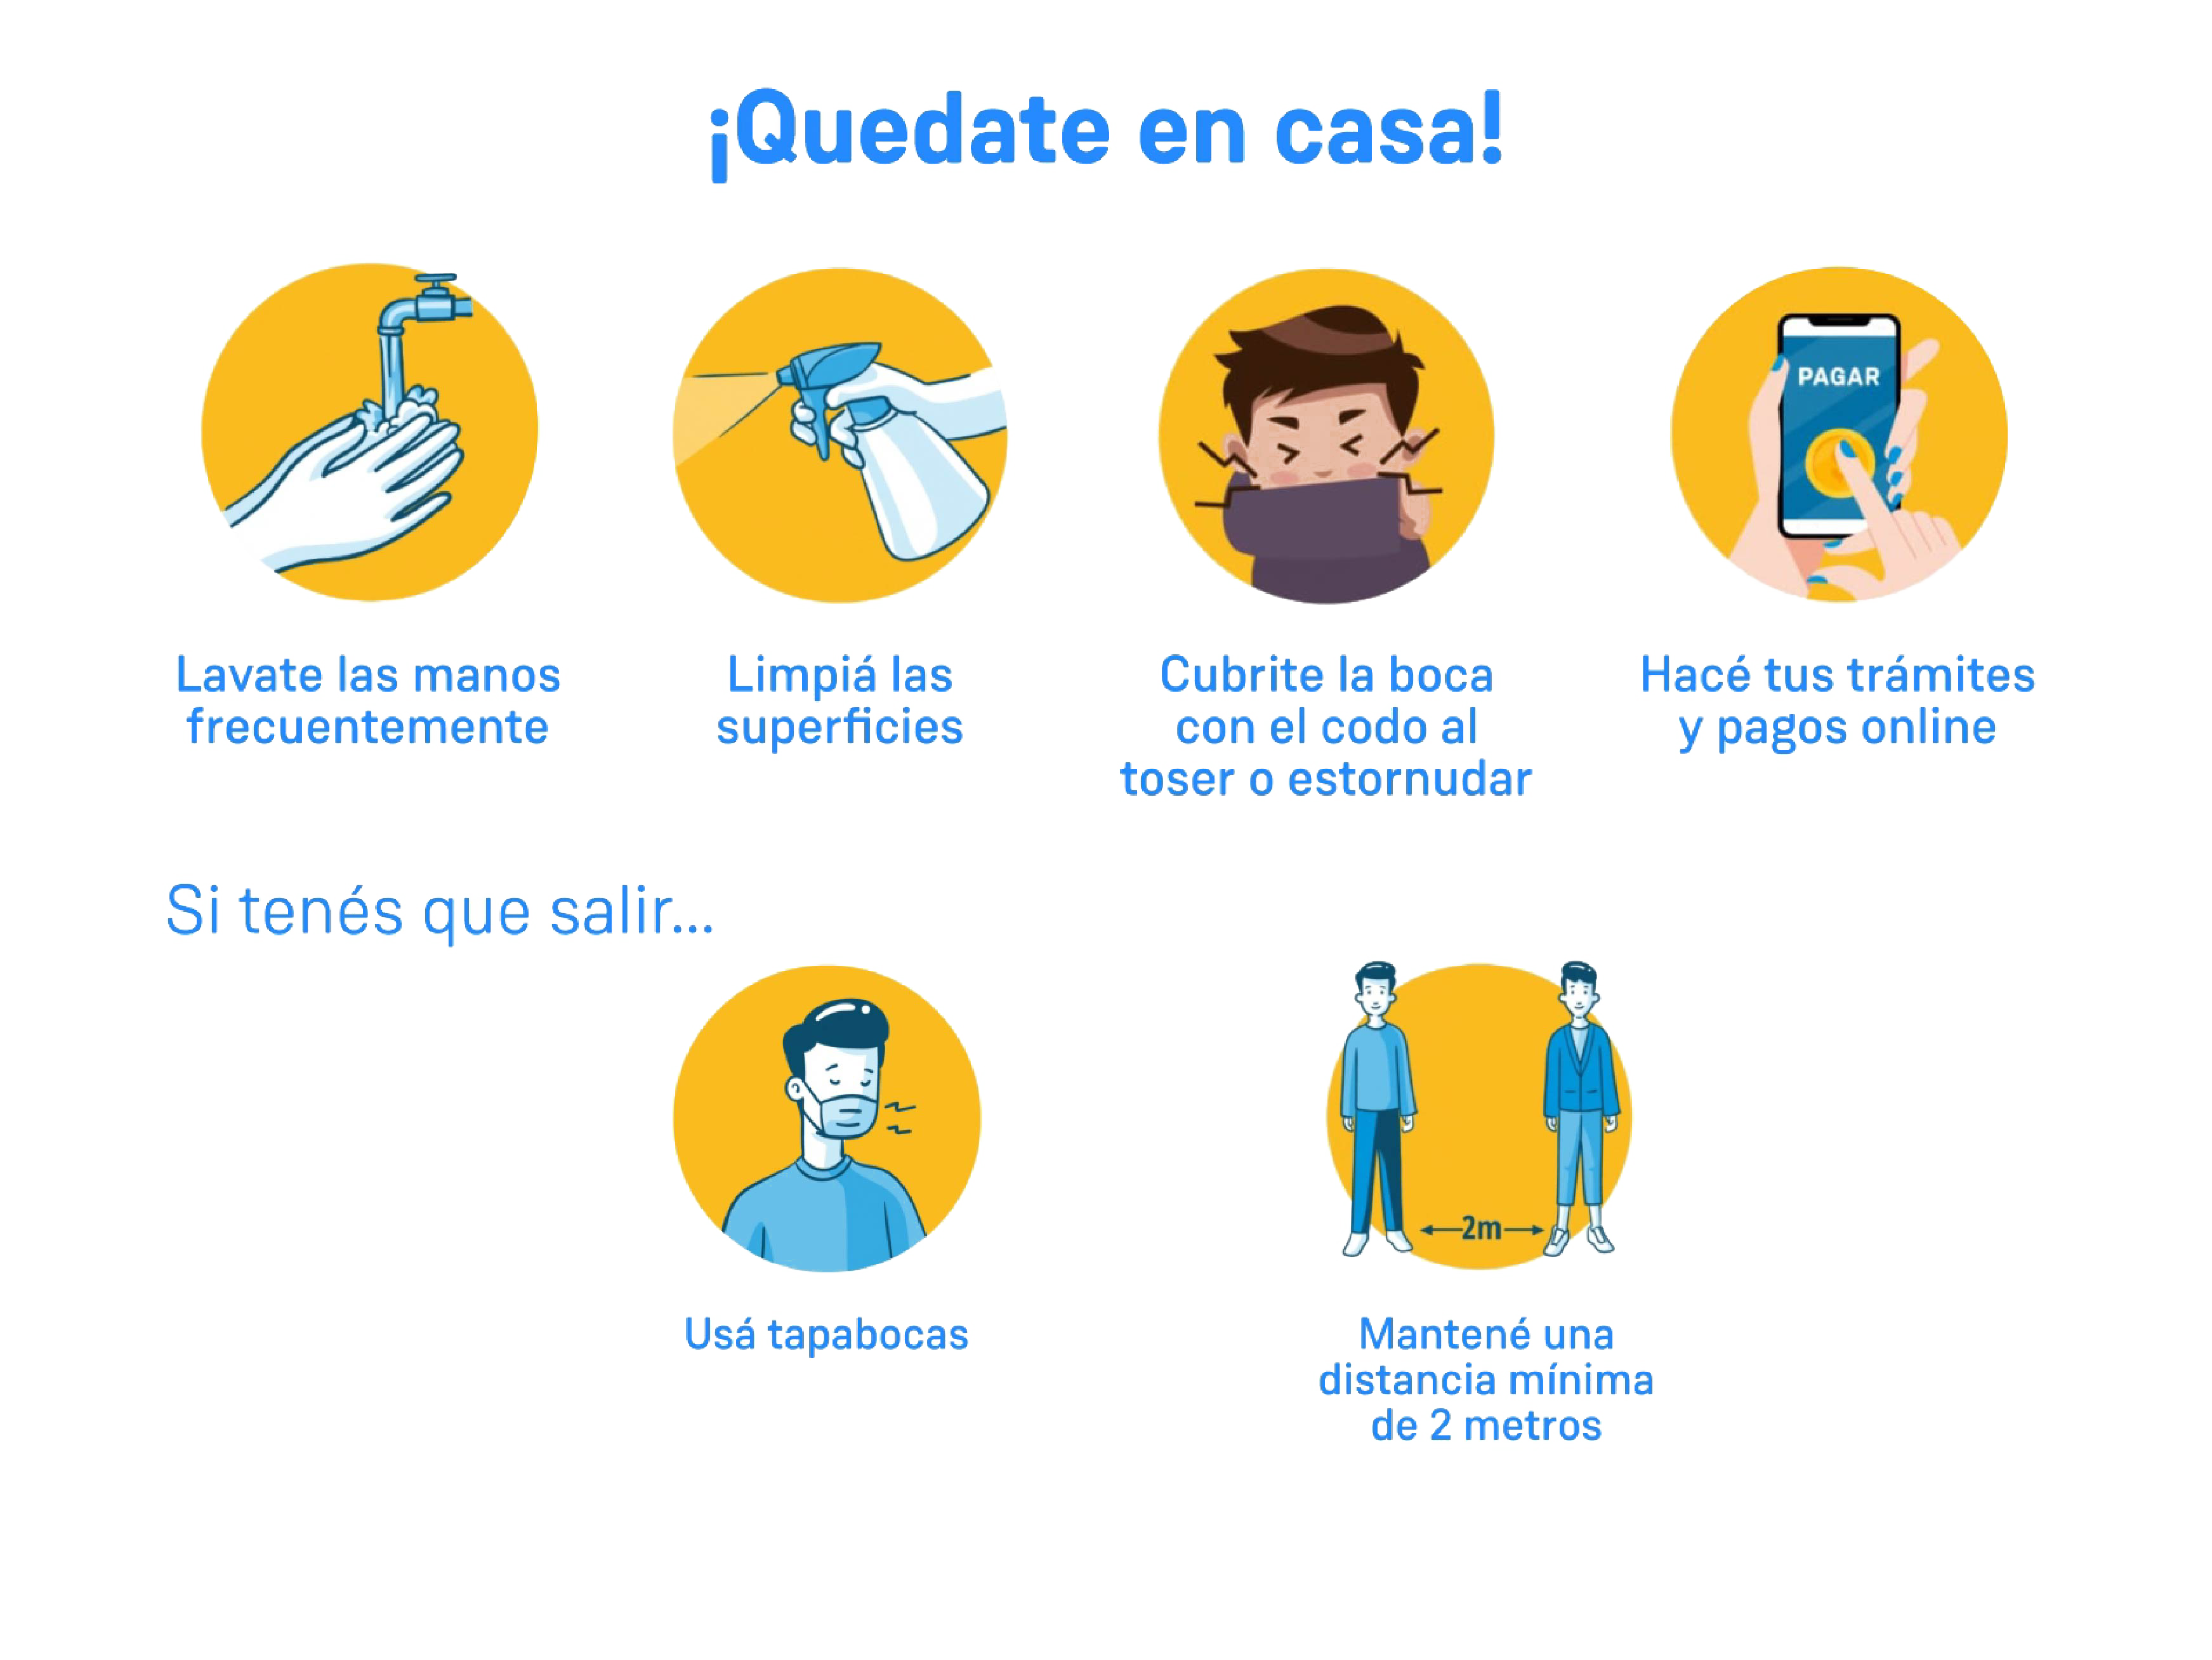 ¡Quedate en casa!
PAGAR
Lavate las manos
frecuentemente
Limpiá las
superficies
Cubrite la boca
con el codo al
toser o estornudar
Hacé tus trámites
y pagos online
Si tenés que salir...
2m
Usá tapabocas
Mantené una
distancia mínima
de 2 metros